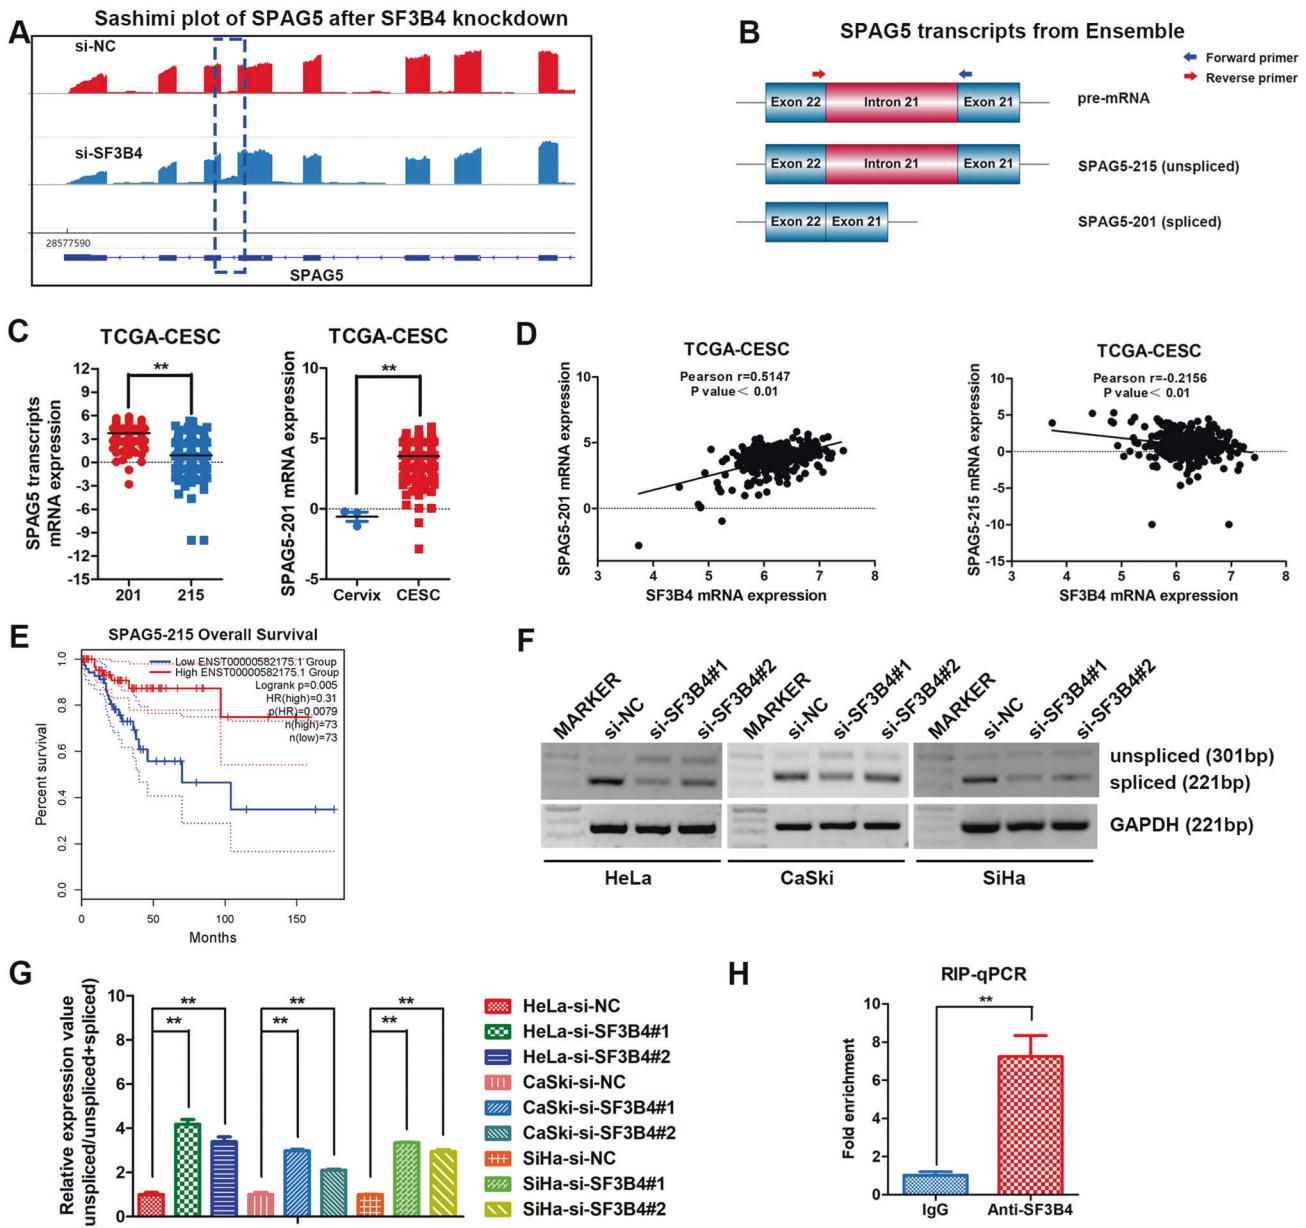 A
Sashimi plot of SPAG5 after SF3B4 knockdown
si-NC
si-SF3B4
28577590
SPAG5
B
SPAG5 transcripts from Ensemble
Forward primer
Reverse primer
Exon 22
Intron 21
Exon 21
pre-mRNA
Exon 22
Intron 21
Exon 21
SPAG5-215 (unspliced)
Exon 22
Exon 21
SPAG5-201 (spliced)
C
TCGA-CESC
**
SPAG5 transcripts
mRNA expression
12
9
6
3
0
-3
-6
-9
-12
-15
201
215
TCGA-CESC
**
SPAG5-201 mRNA expression
10
5
0
-5
Cervix
CESC
D
TCGA-CESC
Pearson r=0.5147
P value< 0.01
SPAG5-201 mRNA expression
10
5
0
3
4
5
6
7
8
SF3B4 mRNA expression
TCGA-CESC
Pearson r=-0.2156
P value< 0.01
SPAG5-215 mRNA expression
10
5
0
-5
-10
-15
3
4
5
6
7
8
SF3B4 mRNA expression
E
SPAG5-215 Overall Survival
Low ENST00000582175.1 Group
High ENST00000582175.1 Group
Logrank p=0.005
HR(high)=0.31
p(HR)=0.0079
n(high)=73
n(low)=73
Percent survival
1.0
0.8
0.6
0.4
0.2
0.0
0
50
100
150
Months
F
MARKER
si-NC
si-SF3B4#1
si-SF3B4#2
MARKER
si-NC
si-SF3B4#1
si-SF3B4#2
MARKER
si-NC
si-SF3B4#1
si-SF3B4#2
unspliced (301bp)
spliced (221bp)
GAPDH (221bp)
HeLa
CaSki
SiHa
G
Relative expression value
unspliced/unspliced+spliced)
10
8
6
4
2
0
**
**
**
**
**
**
HeLa-si-NC
HeLa-si-SF3B4#1
HeLa-si-SF3B4#2
CaSki-si-NC
CaSki-si-SF3B4#1
CaSki-si-SF3B4#2
SiHa-si-NC
SiHa-si-SF3B4#1
SiHa-si-SF3B4#2
H
RIP-qPCR
**
Fold enrichment
10
8
6
4
2
0
IgG
Anti-SF3B4